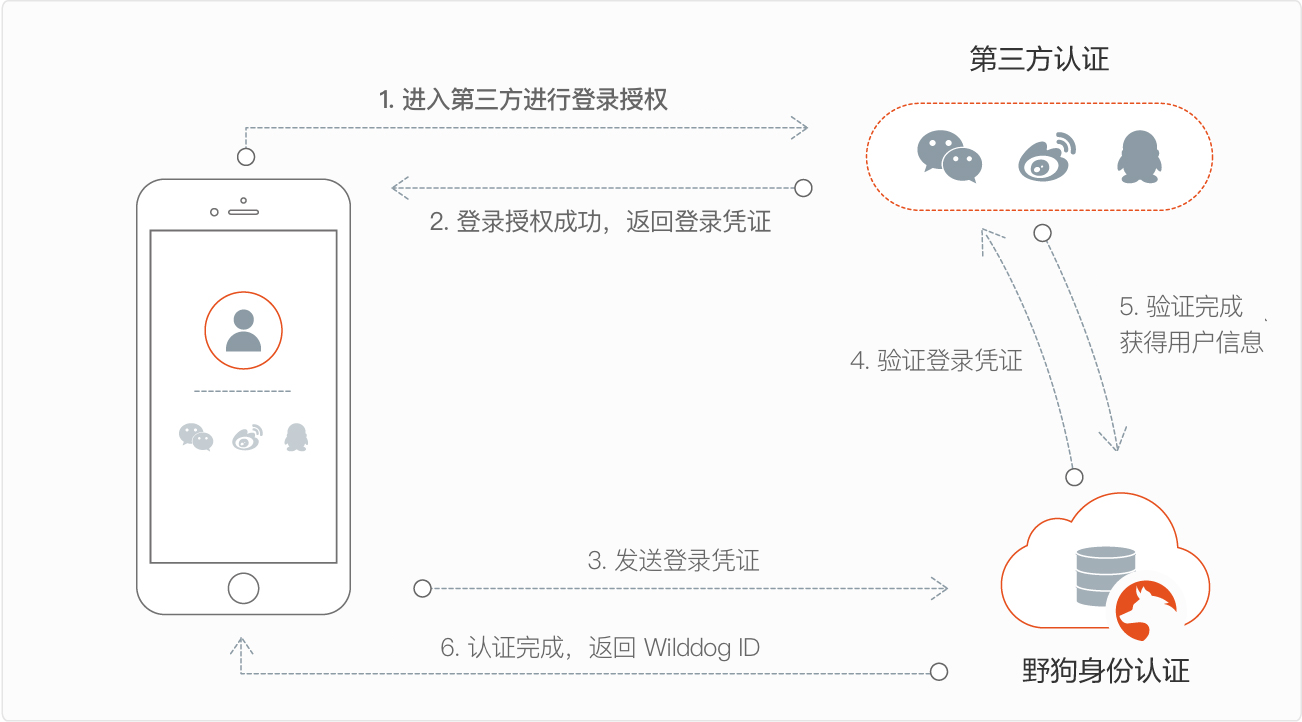 第三方认证
1. 进入第三方进行登录授权
2. 登录授权成功，返回登录凭证
5. 验证完成
获得用户信息
4. 验证登录凭证
3. 发送登录凭证
6. 认证完成，返回 Wilddog ID
野狗身份认证